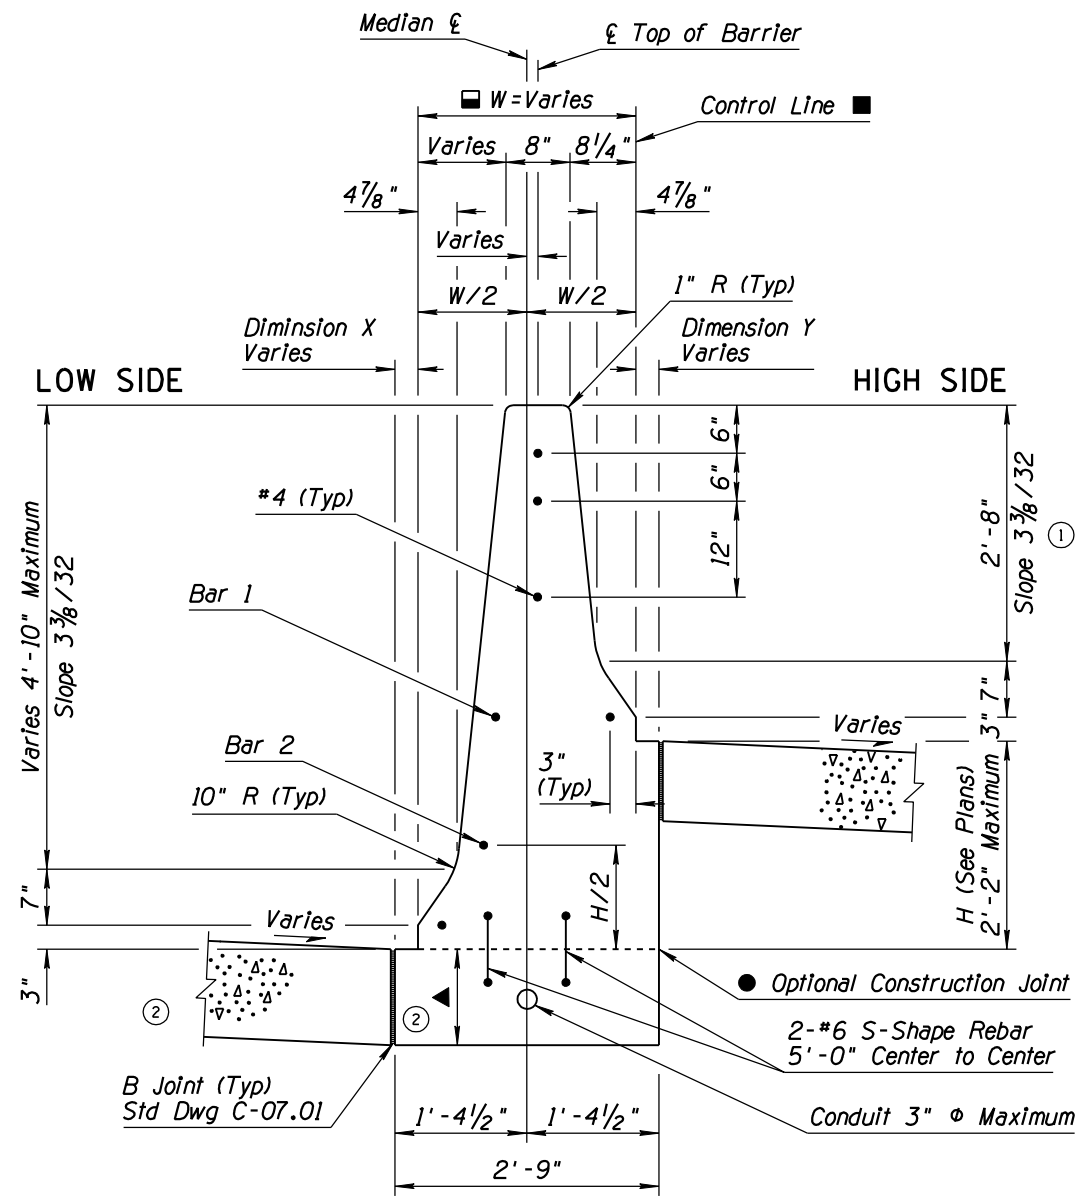 Median ℄
℄ Top of Barrier
W=Varies
Control Line ■
Varies
8"
8 1/4"
4 7/8"
4 7/8"
Varies
W/2
W/2
1" R (Typ)
Diminsion X
Varies
Dimension Y
Varies
LOW SIDE
HIGH SIDE
6"
6"
12"
#4 (Typ)
2'-8"
Slope 3 3/8/32
1
Varies 4'-10" Maximum
Slope 3 3/8/32
Bar 1
7"
3"
Varies
Bar 2
3"
(Typ)
10" R (Typ)
H (See Plans)
2'-2" Maximum
H/2
7"
Varies
3"
2
2
● Optional Construction Joint
2-#6 S-Shape Rebar
5'-0" Center to Center
B Joint (Typ)
Std Dwg C-07.01
1'-4 1/2"
1'-4 1/2"
Conduit 3" Φ Maximum
2'-9"